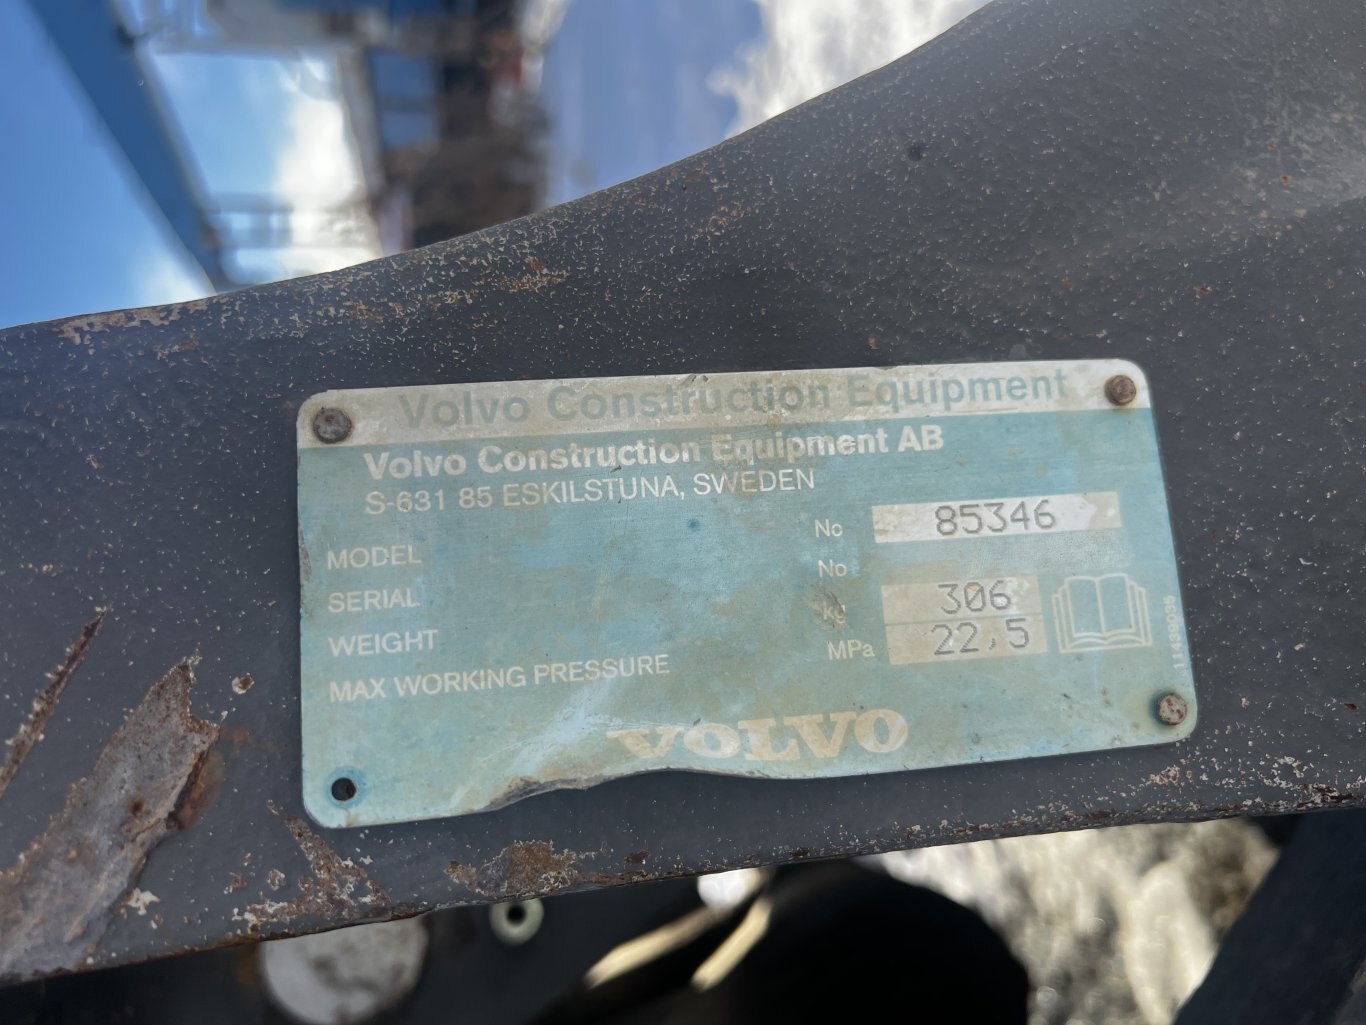 Volvo Construction Equipment
Volvo Construction Equipment AB
S-631 85 ESKILSTUNA, SWEDEN
MODEL No 85346
SERIAL No
WEIGHT kg 306
MAX WORKING PRESSURE MPa 22,5
VOLVO
11439036